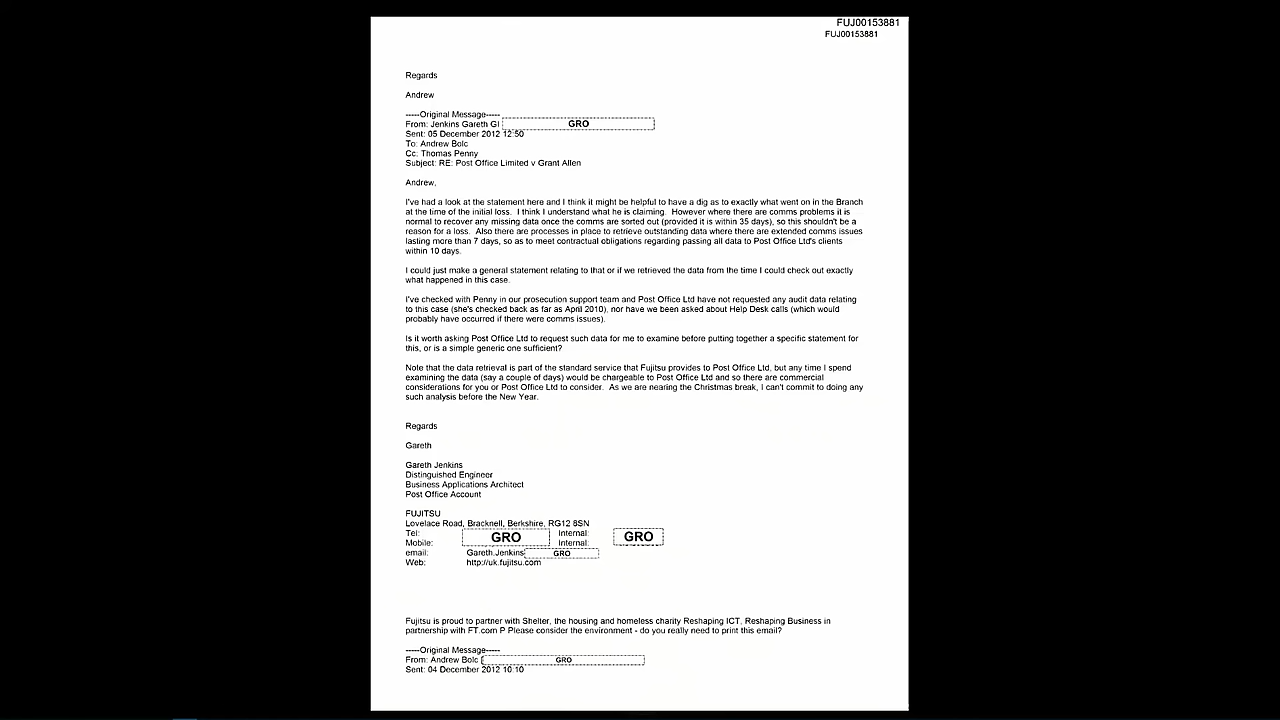 FUJ00153881
FUJ00153881
Regards
Andrew
-----Original Message-----
From: Jenkins Gareth GI GRO
Sent: 05 December 2012 12:50
To: Andrew Bolc
Cc: Thomas Penny
Subject: RE: Post Office Limited v Grant Allen
Andrew,
I've had a look at the statement here and I think it might be helpful to have a dig as to exactly what went on in the Branch
at the time of the initial loss. I think I understand what he is claiming. However where there are comms problems it is
normal to recover any missing data once the comms are sorted out (provided it is within 35 days), so this shouldn't be a
reason for a loss. Also there are processes in place to retrieve outstanding data where there are extended comms issues
lasting more than 7 days, so as to meet contractual obligations regarding passing all data to Post Office Ltd's clients
within 10 days.
I could just make a general statement relating to that or if we retrieved the data from the time I could check out exactly
what happened in this case.
I've checked with Penny in our prosecution support team and Post Office Ltd have not requested any audit data relating
to this case (she's checked back as far as April 2010), nor have we been asked about Help Desk calls (which would
probably have occurred if there were comms issues).
Is it worth asking Post Office Ltd to request such data for me to examine before putting together a specific statement for
this, or is a simple generic one sufficient?
Note that the data retrieval is part of the standard service that Fujitsu provides to Post Office Ltd, but any time I spend
examining the data (say a couple of days) would be chargeable to Post Office Ltd and so there are commercial
considerations for you or Post Office Ltd to consider. As we are nearing the Christmas break, I can't commit to doing any
such analysis before the New Year.
Regards
Gareth
Gareth Jenkins
Distinguished Engineer
Business Applications Architect
Post Office Account
FUJITSU
Lovelace Road, Bracknell, Berkshire, RG12 8SN
Tel: GRO Internal: GRO
Mobile: Internal:
email: Gareth.Jenkins GRO
Web: http://uk.fujitsu.com
Fujitsu is proud to partner with Shelter, the housing and homeless charity Reshaping ICT, Reshaping Business in
partnership with FT.com P Please consider the environment - do you really need to print this email?
-----Original Message-----
From: Andrew Bolc GRO
Sent: 04 December 2012 10:10